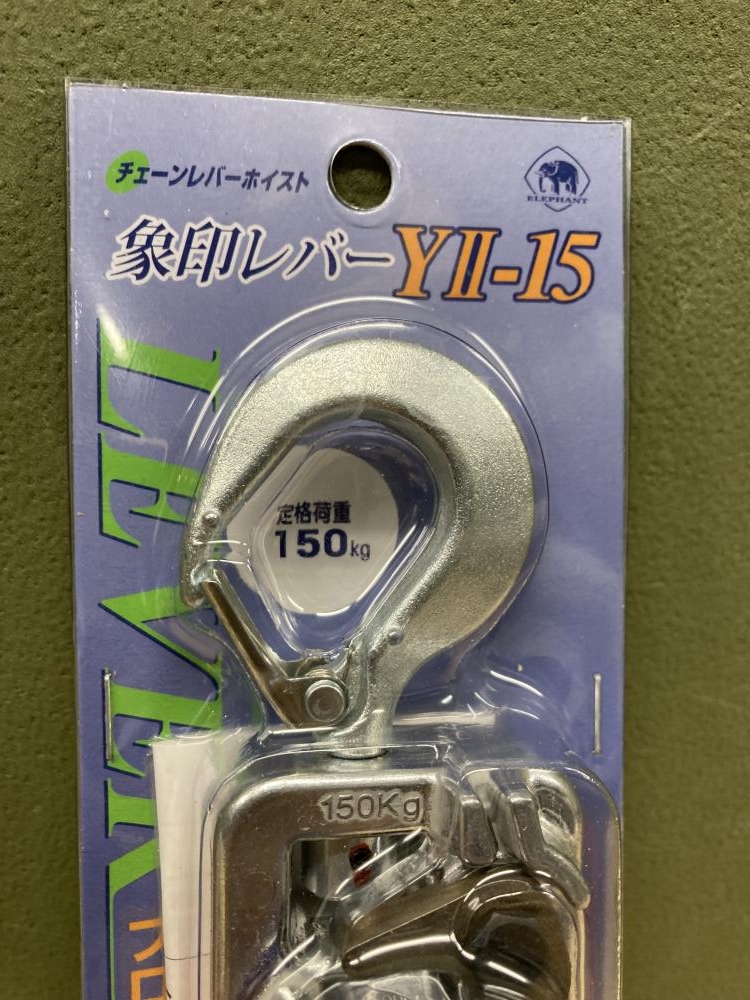 チェーンレバーホイスト
ELEPHANT
象印レバーYII-15
LEVER
定格荷重
150kg
150Kg